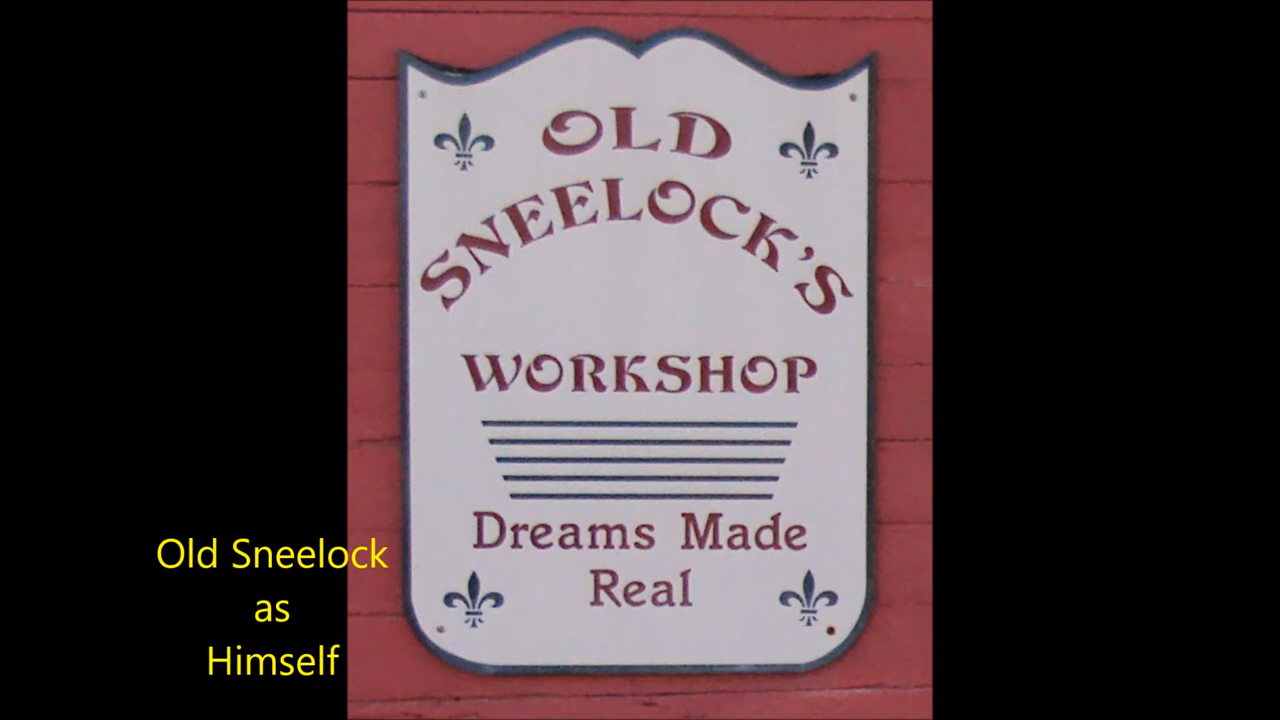 OLD
SNEELOCK'S
WORKSHOP
Dreams Made
Real
Old Sneelock
as
Himself